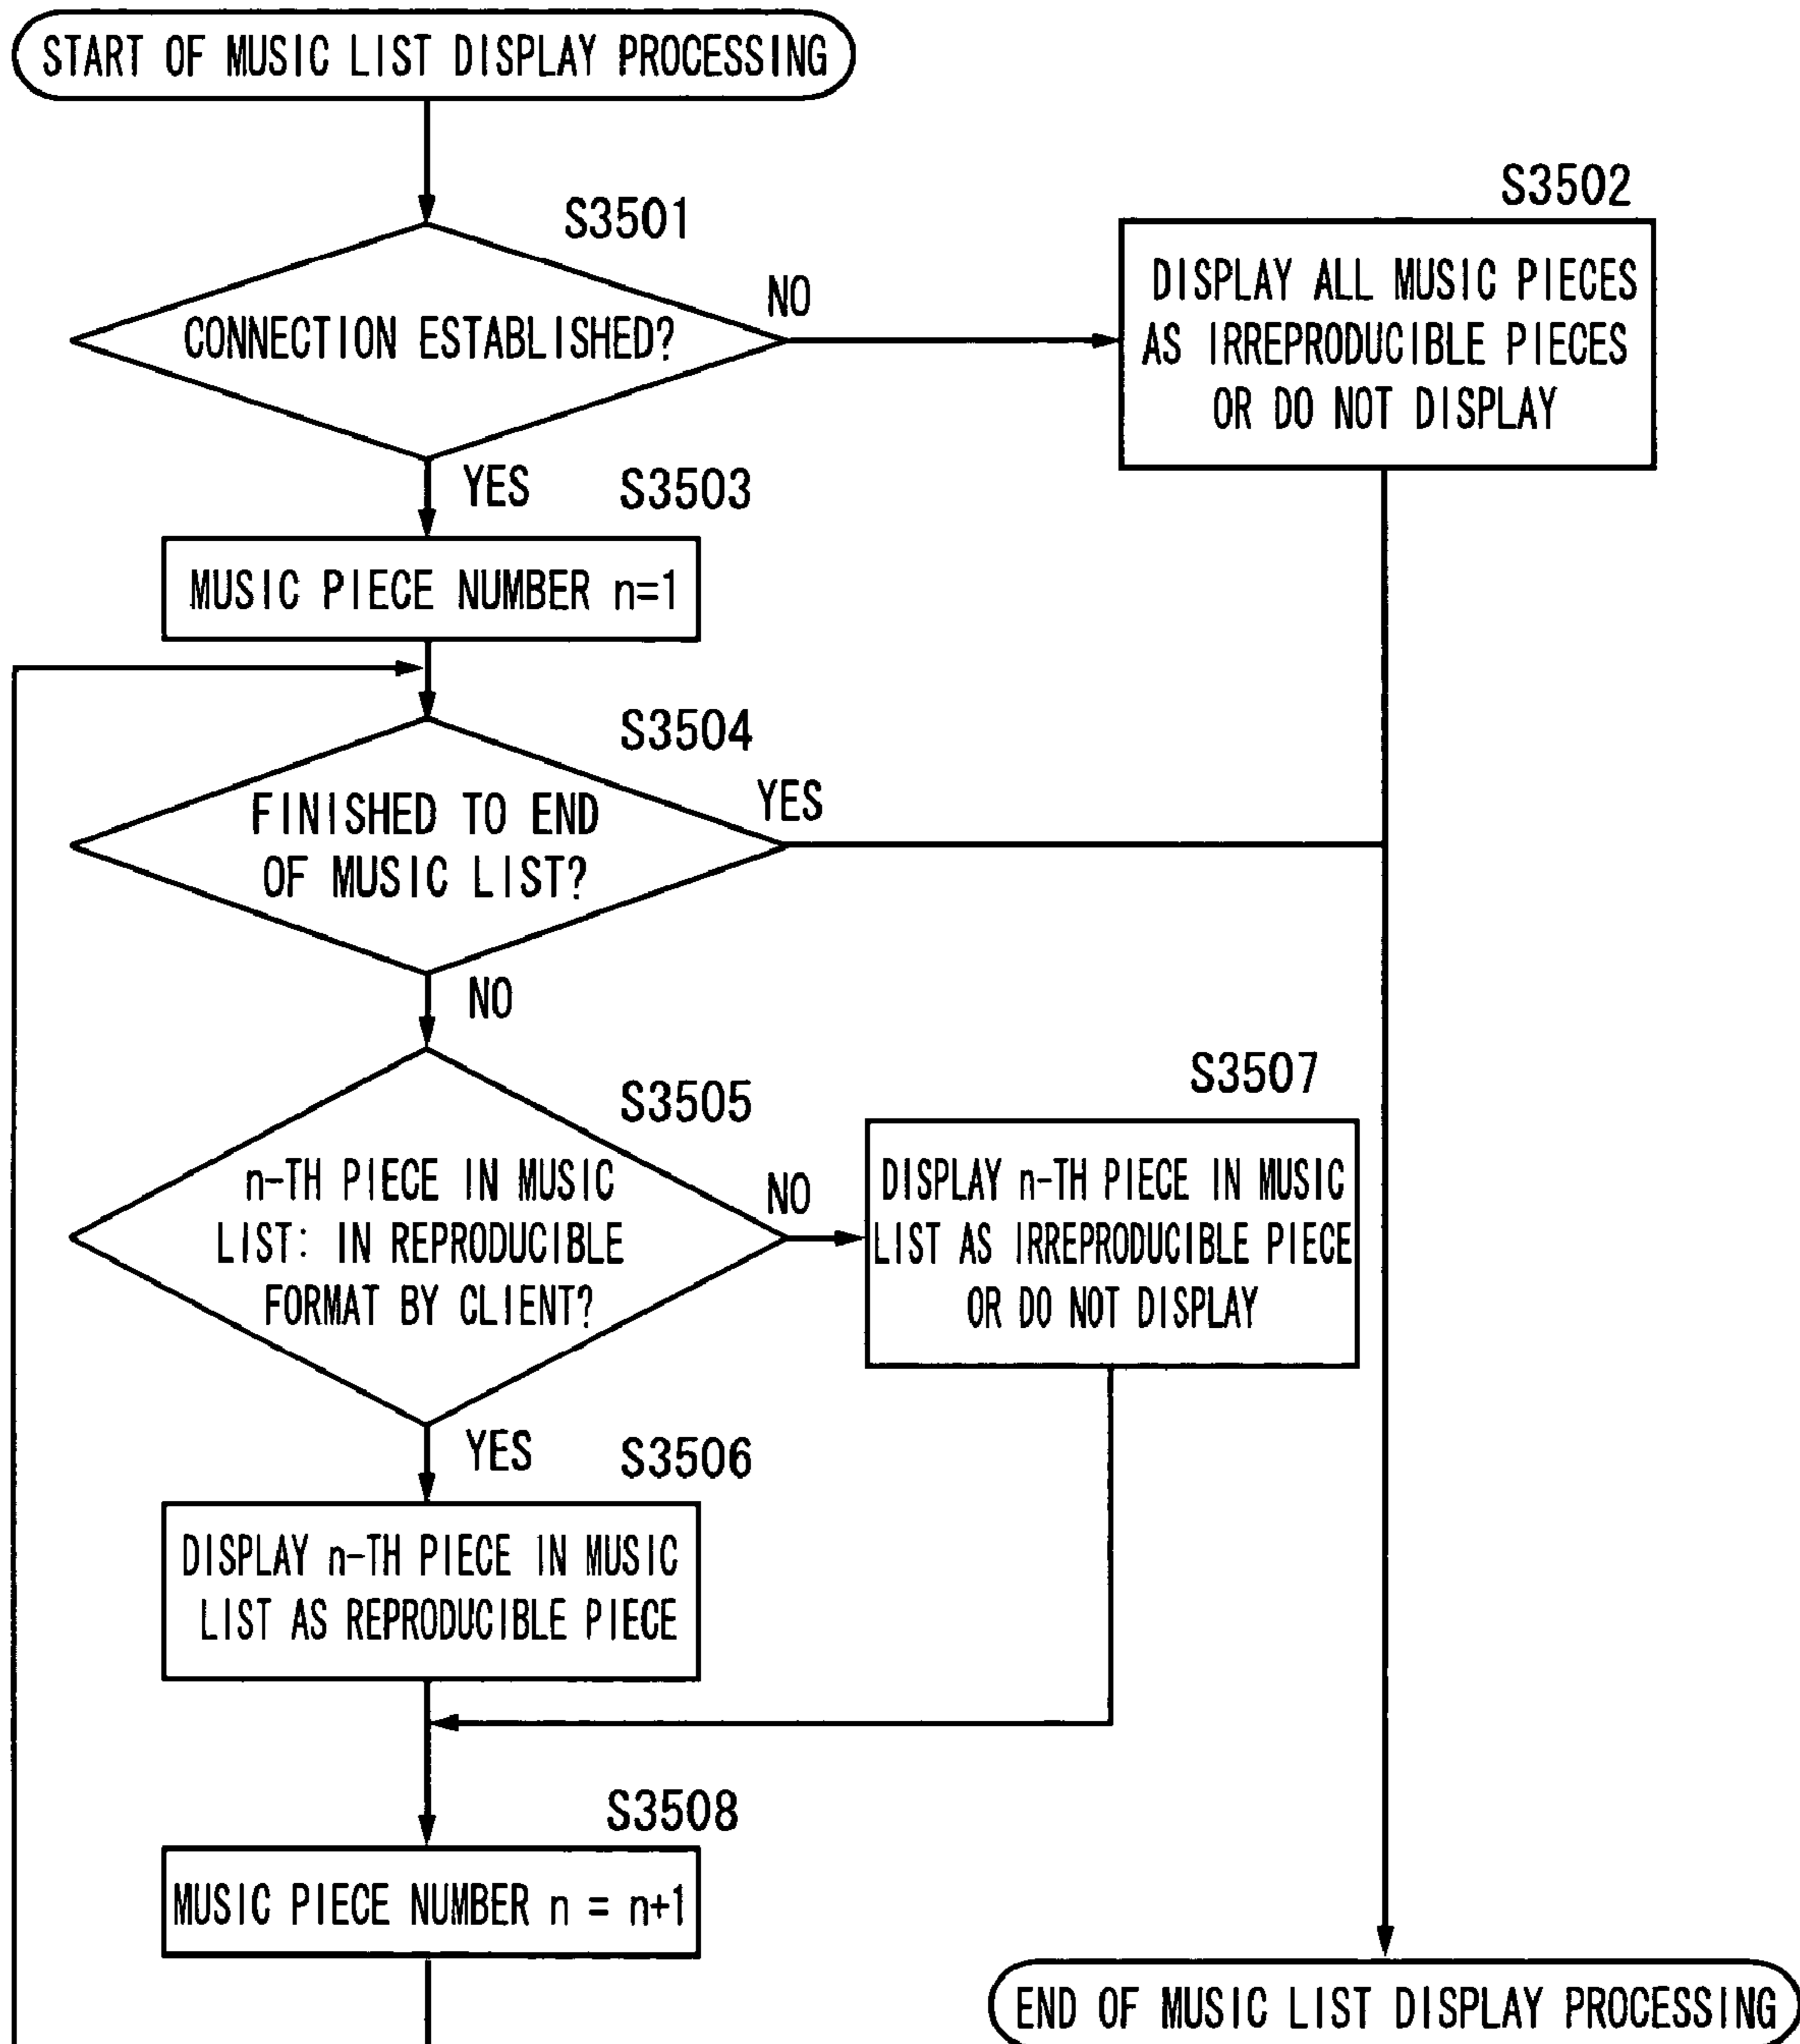 START OF MUSIC LIST DISPLAY PROCESSING
S3501
CONNECTION ESTABLISHED?
NO
S3502
DISPLAY ALL MUSIC PIECES
AS IRREPRODUCIBLE PIECES
OR DO NOT DISPLAY
YES
S3503
MUSIC PIECE NUMBER n=1
S3504
FINISHED TO END
OF MUSIC LIST?
YES
NO
S3505
n-TH PIECE IN MUSIC
LIST: IN REPRODUCIBLE
FORMAT BY CLIENT?
NO
S3507
DISPLAY n-TH PIECE IN MUSIC
LIST AS IRREPRODUCIBLE PIECE
OR DO NOT DISPLAY
YES
S3506
DISPLAY n-TH PIECE IN MUSIC
LIST AS REPRODUCIBLE PIECE
S3508
MUSIC PIECE NUMBER n = n+1
END OF MUSIC LIST DISPLAY PROCESSING